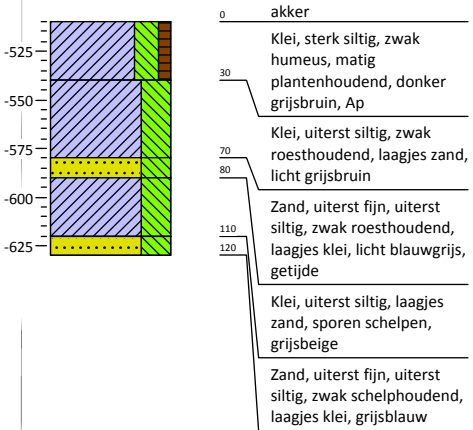 -525
-550
-575
-600
-625
0
akker
Klei, sterk siltig, zwak
humeus, matig
plantenhoudend, donker
grijsbruin, Ap
30
Klei, uiterst siltig, zwak
roesthoudend, laagjes zand,
licht grijsbruin
70
Zand, uiterst fijn, uiterst
siltig, zwak roesthoudend,
laagjes klei, licht blauwgrijs,
getijde
80
Klei, uiterst siltig, laagjes
zand, sporen schelpen,
grijsbeige
110
Zand, uiterst fijn, uiterst
siltig, zwak schelphoudend,
laagjes klei, grijsblauw
120